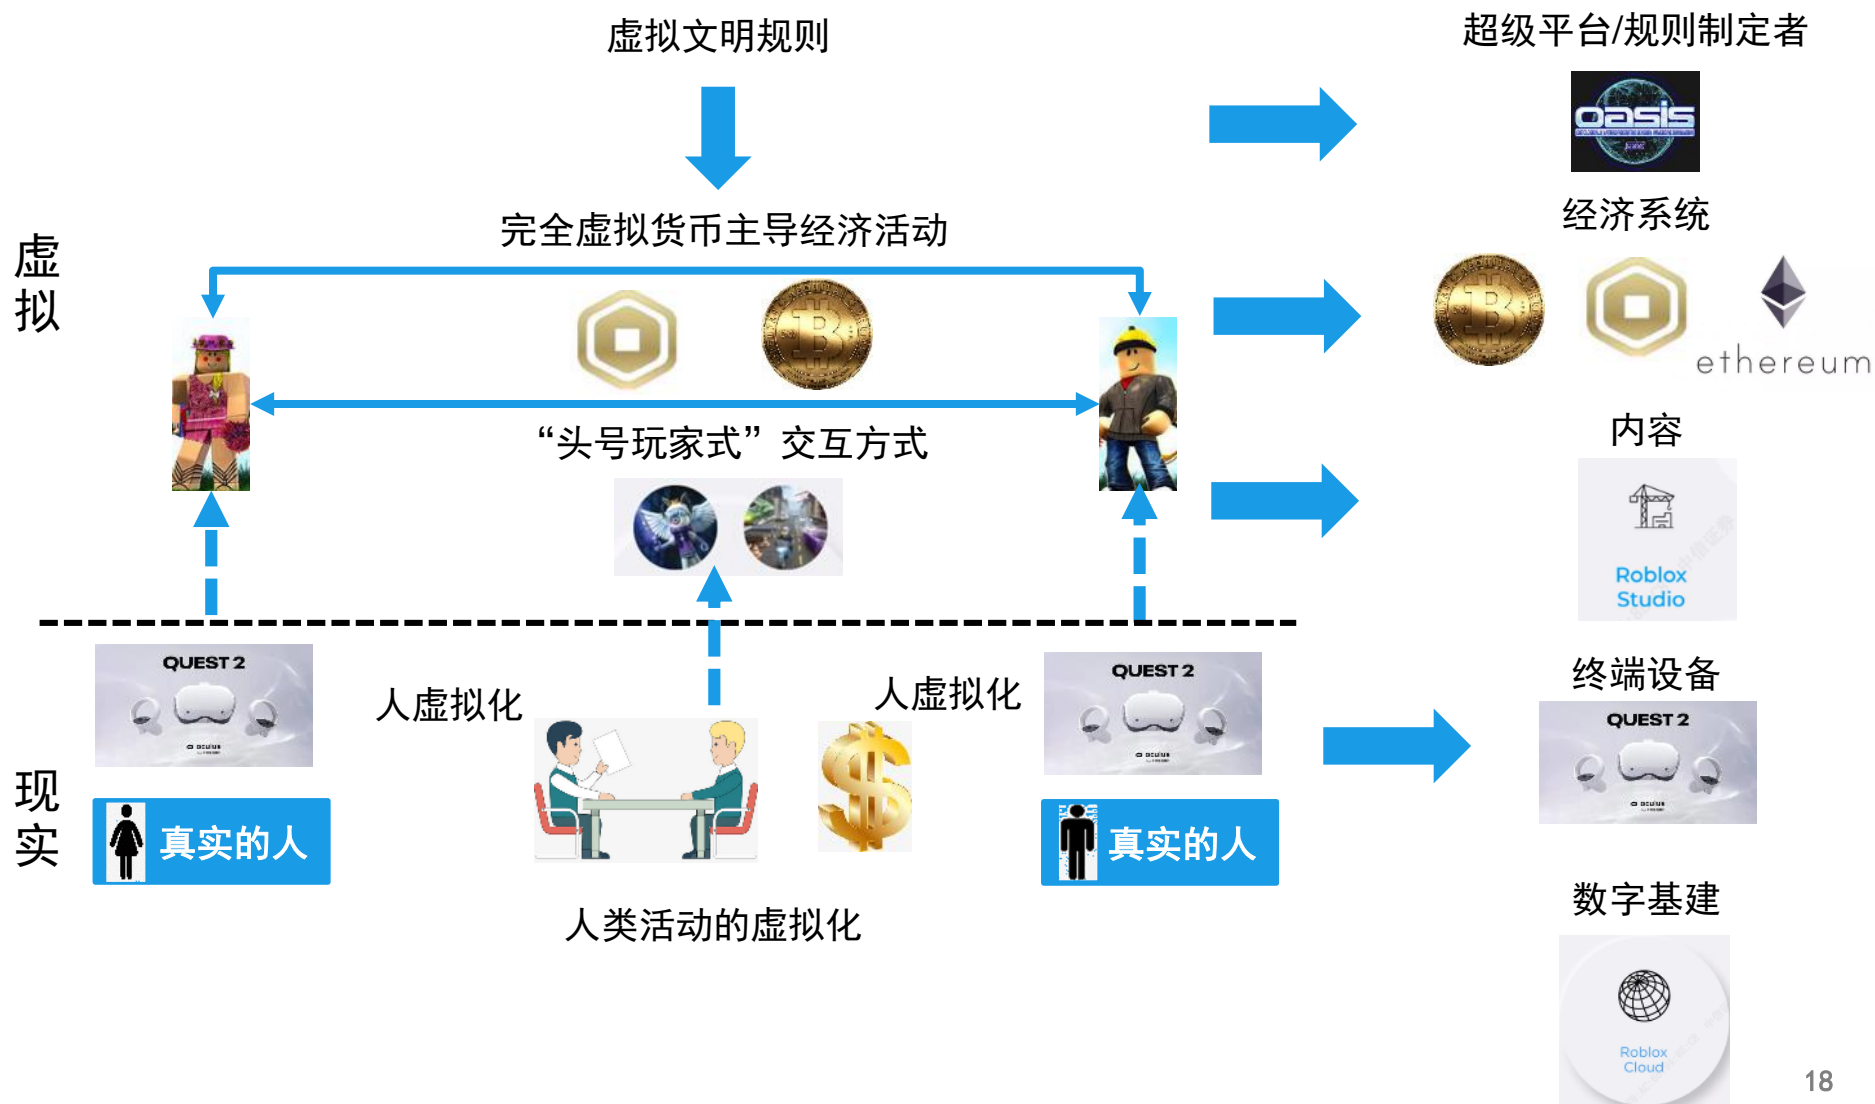 虚拟文明规则
超级平台/规则制定者
oasis
经济系统
完全虚拟货币主导经济活动
虚
拟
ethereum
“头号玩家式”交互方式
内容
Roblox
Studio
QUEST 2
人虚拟化
人虚拟化
QUEST 2
终端设备
QUEST 2
现
实
真实的人
真实的人
人类活动的虚拟化
数字基建
Roblox
Cloud
18